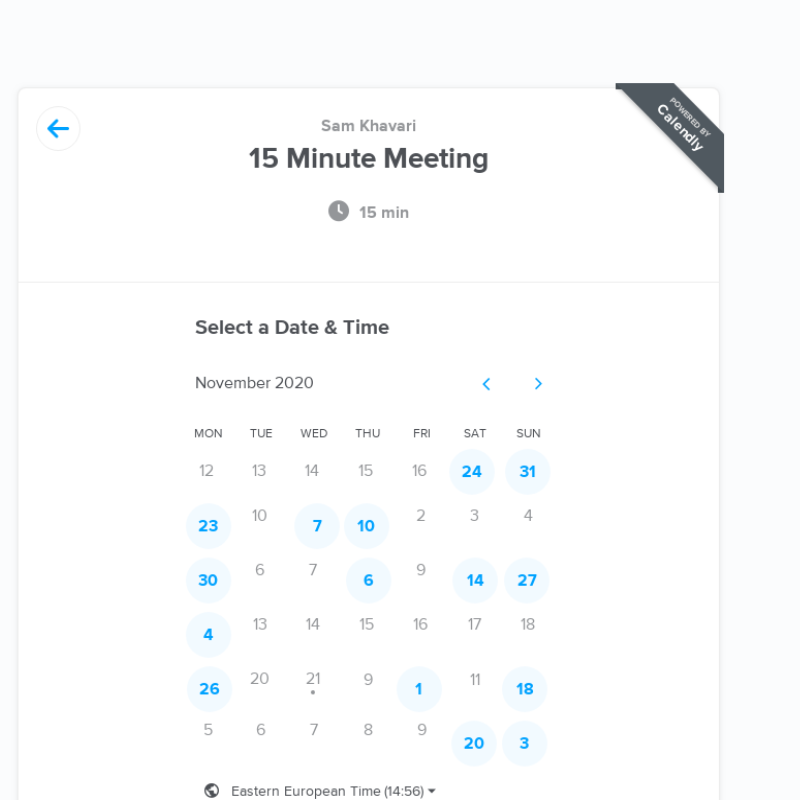 POWERED BY
Calendly
Sam Khavari
15 Minute Meeting
15 min
Select a Date & Time
November 2020
MON TUE WED THU FRI SAT SUN
12 13 14 15 16 24 31
23 10 7 10 2 3 4
30 6 7 6 9 14 27
4 13 14 15 16 17 18
26 20 21 9 1 11 18
5 6 7 8 9 20 3
Eastern European Time (14:56)